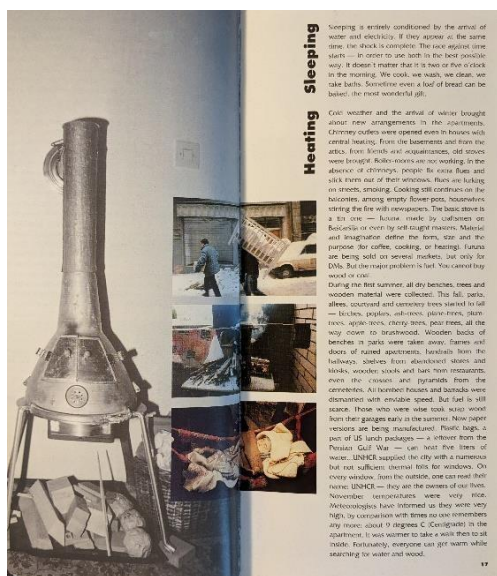 Sleeping
Sleeping is entirely conditioned by the arrival of
water and electricity. If they appear at the same
time, the shock is complete. The race against time
starts — in order to use both in the best possible
way. It doesn't matter that it is two or five o'clock
in the morning. We cook, we wash, we clean, we
take baths. Sometime even a loaf of bread can be
baked, the most wonderful gift.
Heating
Cold weather and the arrival of winter brought
about new arrangements in the apartments.
Chimney outlets were opened even in houses with
central heating. From the basements and from the
attics, from friends and acquaintances, old stoves
were brought. Boiler-rooms are not working. In the
absence of chimneys, people fix extra flues and
stick them out of their windows. Flues are lurking
on streets, smoking. Cooking still continues on the
balconies, among empty flower-pots, housewives
stirring the fire with newspapers. The basic stove is
a tin one — furuna, made by craftsmen on
Bascarsija or even by self-taught masters. Material
and imagination define the form, size and the
purpose (for coffee, cooking, or heating). Furuna
are being sold on several markets, but only for
DMs. But the major problem is fuel. You cannot buy
wood or coal.
During the first summer, all dry benches, trees and
wooden material were collected. This fall, parks,
allees, courtyard and cemetery trees started to fall
— birches, poplars, ash-trees, plane-trees, plum-
trees, apple-trees, cherry trees, pear trees, all the
way down to brushwood. Wooden backs of
benches in parks were taken away, frames and
doors of ruined apartments, handrails from the
hallways, shelves from abandoned stores and
kiosks, wooden stools and bars from restaurants,
even the crosses and pyramids from the
cemeteries. All bombed houses and barracks were
dismantled with enviable speed. But fuel is still
scarce. Those who were wise took scrap wood
from their garages early at the summer. Now paper
versions are being manufactured. Plastic bags, a
part of US lunch packages — a leftover from the
Persian Gulf War — can heat five liters of
water. UNHCR supplied the city with a numerous
but not sufficient thermal foils for windows. On
every window, from the outside, one can read their
name: UNHCR — they are the owners of our lives.
November temperatures were very nice.
Meteorologists have informed us they were very
high, by comparison with times no one remembers
any more: about 9 degrees C (Centigrade) in the
apartment. It was warmer to take a walk then to sit
inside. Fortunately, everyone can get warm while
searching for water and wood.
17